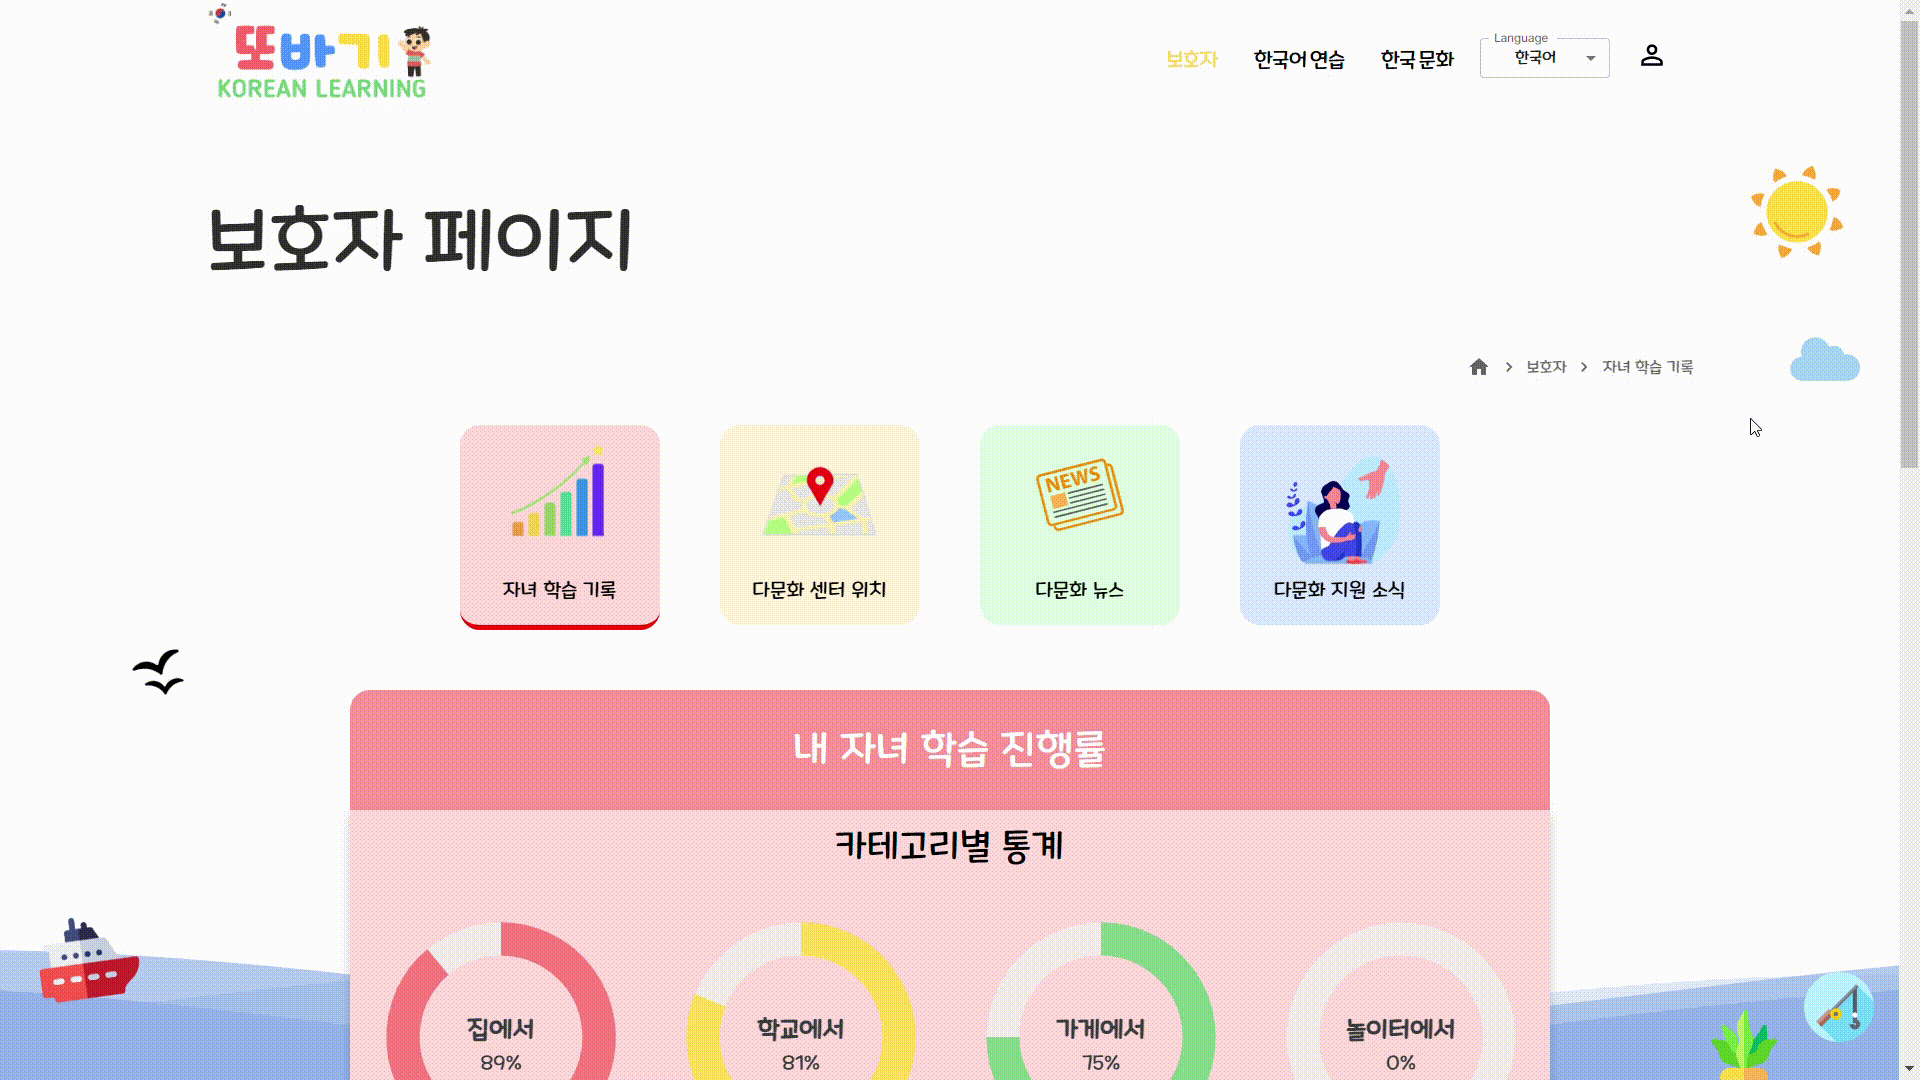 또바기
KOREAN LEARNING
보호자
한국어 연습
한국 문화
Language
한국어
보호자 페이지
보호자
자녀 학습 기록
자녀 학습 기록
다문화 센터 위치
NEWS
다문화 뉴스
다문화 지원 소식
내 자녀 학습 진행률
카테고리별 통계
집에서
89%
학교에서
81%
가게에서
75%
놀이터에서
0%